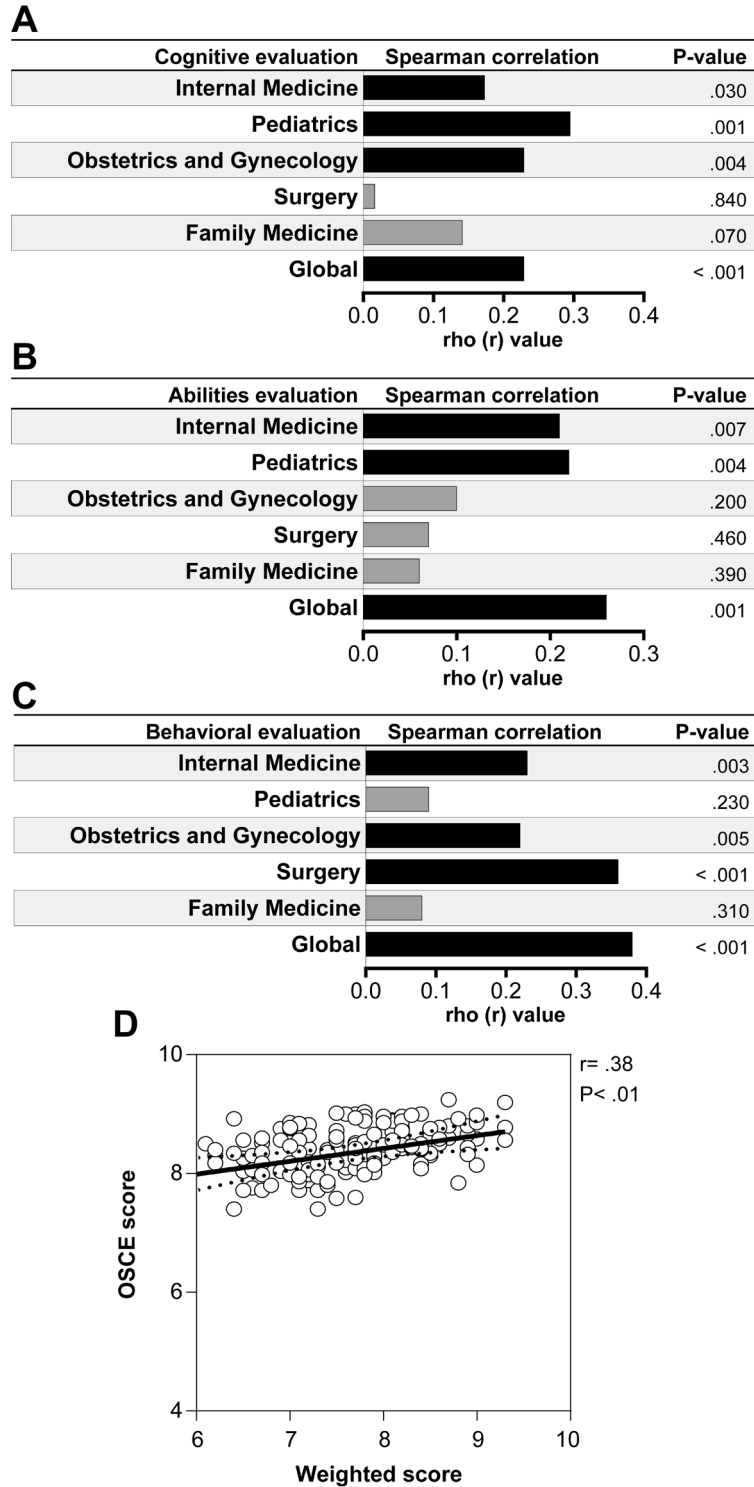 A
Cognitive evaluation Spearman correlation P-value
Internal Medicine .030
Pediatrics .001
Obstetrics and Gynecology .004
Surgery .840
Family Medicine .070
Global < .001
0.0 0.1 0.2 0.3 0.4
rho (r) value
B
Abilities evaluation Spearman correlation P-value
Internal Medicine .007
Pediatrics .004
Obstetrics and Gynecology .200
Surgery .460
Family Medicine .390
Global .001
0.0 0.1 0.2 0.3
rho (r) value
C
Behavioral evaluation Spearman correlation P-value
Internal Medicine .003
Pediatrics .230
Obstetrics and Gynecology .005
Surgery < .001
Family Medicine .310
Global < .001
0.0 0.1 0.2 0.3 0.4
rho (r) value
D
r= .38
P< .01
OSCE score
10
8
6
4
6 7 8 9 10
Weighted score